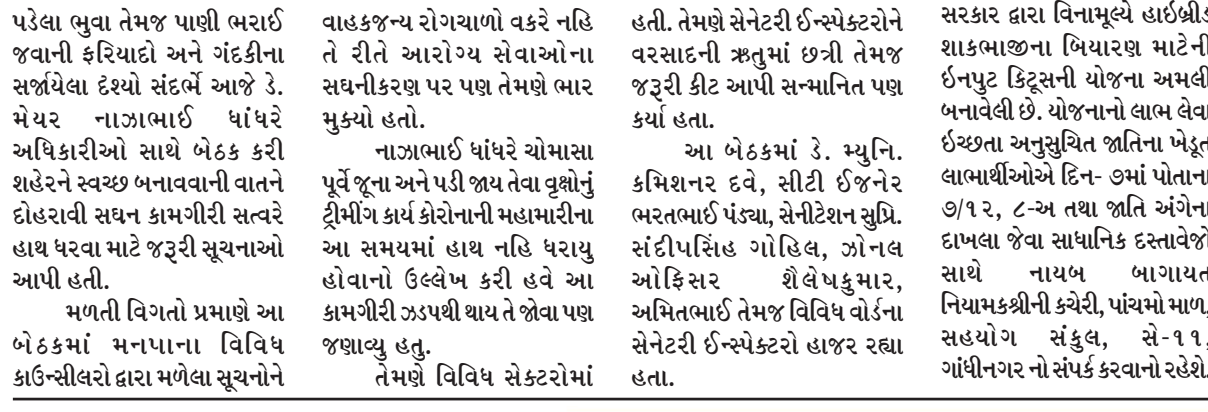 પડેલા ભુવા તેમજ પાણી ભરાઈ
જવાની ફરિયાદો અને ગંદકીના
સર્જાયેલા દૃશ્યો સંદર્ભે આજે ડે.
મેયર નાઝાભાઈ ધાંધરે
અધિકારીઓ સાથે બેઠક કરી
શહેરને સ્વચ્છ બનાવવાની વાતને
દોહરાવી સઘન કામગીરી સત્વરે
હાથ ધરવા માટે જરૂરી સૂચનાઓ
આપી હતી.
મળતી વિગતો પ્રમાણે આ
બેઠકમાં મનપાના વિવિધ
કાઉન્સીલરો દ્વારા મળેલા સૂચનોને
વાહકજન્ય રોગચાળો વકરે નહિ
તે રીતે આરોગ્ય સેવાઓના
સઘનીકરણ પર પણ તેમણે ભાર
મુક્યો હતો.
નાઝાભાઈ ધાંધરે ચોમાસા
પૂર્વે જૂના અને પડી જાય તેવા વૃક્ષોનું
ટ્રીમીંગ કાર્ય કોરોનાની મહામારીના
આ સમયમાં હાથ નહિ ધરાયુ
હોવાનો ઉલ્લેખ કરી હવે આ
કામગીરી ઝડપથી થાય તે જોવા પણ
જણાવ્યુ હતુ.
તેમણે વિવિધ સેક્ટરોમાં
હતી. તેમણે સેનેટરી ઈન્સ્પેક્ટરોને
વરસાદની ઋતુમાં છત્રી તેમજ
જરૂરી કીટ આપી સન્માનિત પણ
કર્યા હતા.
આ બેઠકમાં ડે. મ્યુનિ.
કમિશનર દવે, સીટી ઈજનેર
ભરતભાઈ પંડ્યા, સેનીટેશન સુપ્રિ.
સંદીપસિંહ ગોહિલ, ઝોનલ
ઓફિસર શૈલેષકુમાર,
અમિતભાઈ તેમજ વિવિધ વોર્ડના
સેનેટરી ઈન્સ્પેક્ટરો હાજર રહ્યા
હતા.
સરકાર દ્વારા વિનામૂલ્યે હાઇબ્રીડ
શાકભાજીના બિયારણ માટેની
ઇનપુટ કિટ્સની યોજના અમલી
બનાવેલી છે. યોજનાનો લાભ લેવા
ઇચ્છતા અનુસુચિત જાતિના ખેડૂત
લાભાર્થીઓએ દિન- ૭માં પોતાના
૭/૧૨, ૮-અ તથા જાતિ અંગેના
દાખલા જેવા સાધાનિક દસ્તાવેજો
સાથે નાયબ બાગાયત
નિયામકશ્રીની કચેરી, પાંચમો માળ,
સહયોગ સંકુલ, સે-૧૧,
ગાંધીનગર નો સંપર્ક કરવાનો રહેશે.